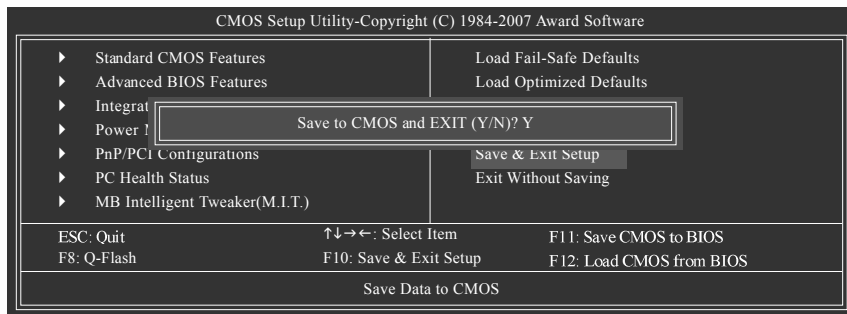 CMOS Setup Utility-Copyright (C) 1984-2007 Award Software
Standard CMOS Features
Advanced BIOS Features
Integrat
Power
PnP/PCI Configurations
PC Health Status
MB Intelligent Tweaker(M.I.T.)
Load Fail-Safe Defaults
Load Optimized Defaults
Save & Exit Setup
Exit Without Saving
Save to CMOS and EXIT (Y/N)? Y
ESC: Quit
↑↓→←: Select Item
F11: Save CMOS to BIOS
F8: Q-Flash
F10: Save & Exit Setup
F12: Load CMOS from BIOS
Save Data to CMOS